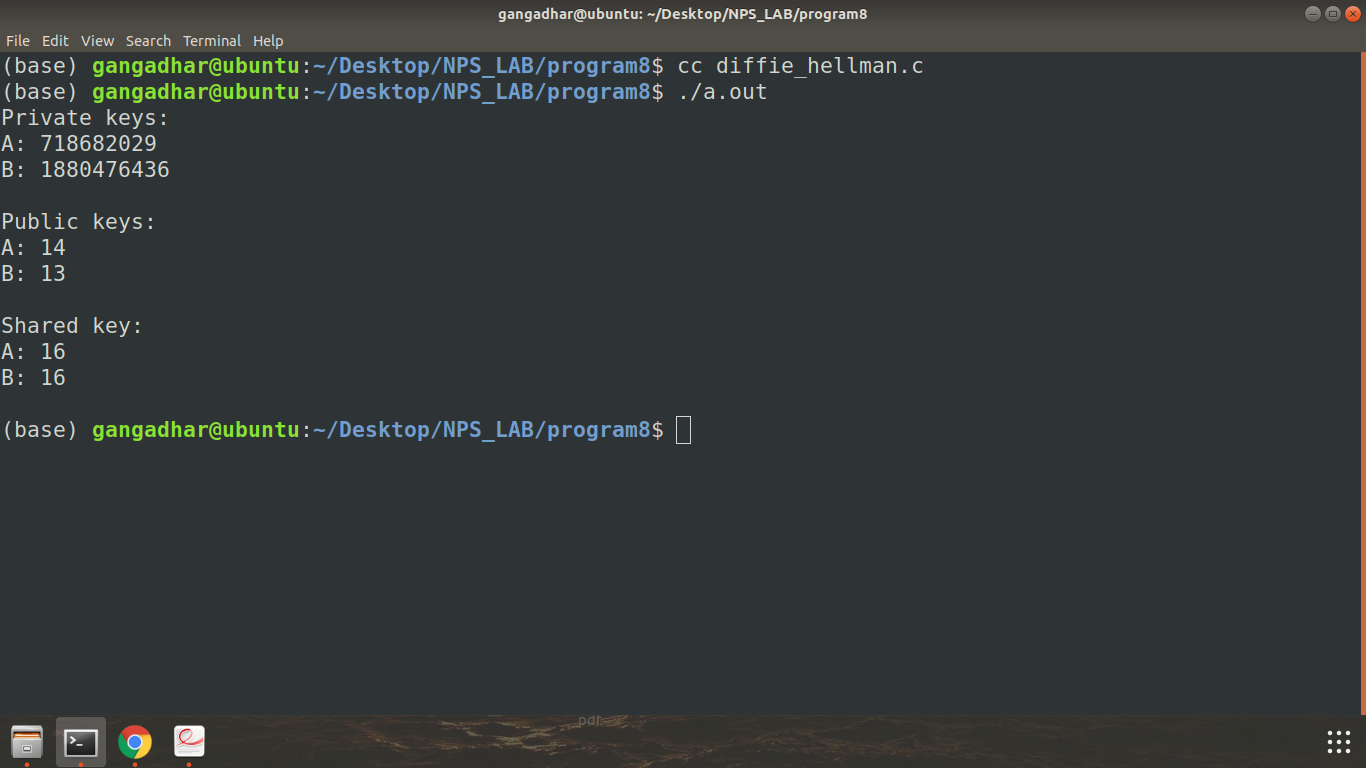 gangadhar@ubuntu: ~/Desktop/NPS_LAB/program8
File Edit View Search Terminal Help
(base) gangadhar@ubuntu:~/Desktop/NPS_LAB/program8$ cc diffie_hellman.c
(base) gangadhar@ubuntu:~/Desktop/NPS_LAB/program8$ ./a.out
Private keys:
A: 718682029
B: 1880476436
Public keys:
A: 14
B: 13
Shared key:
A: 16
B: 16
(base) gangadhar@ubuntu:~/Desktop/NPS_LAB/program8$